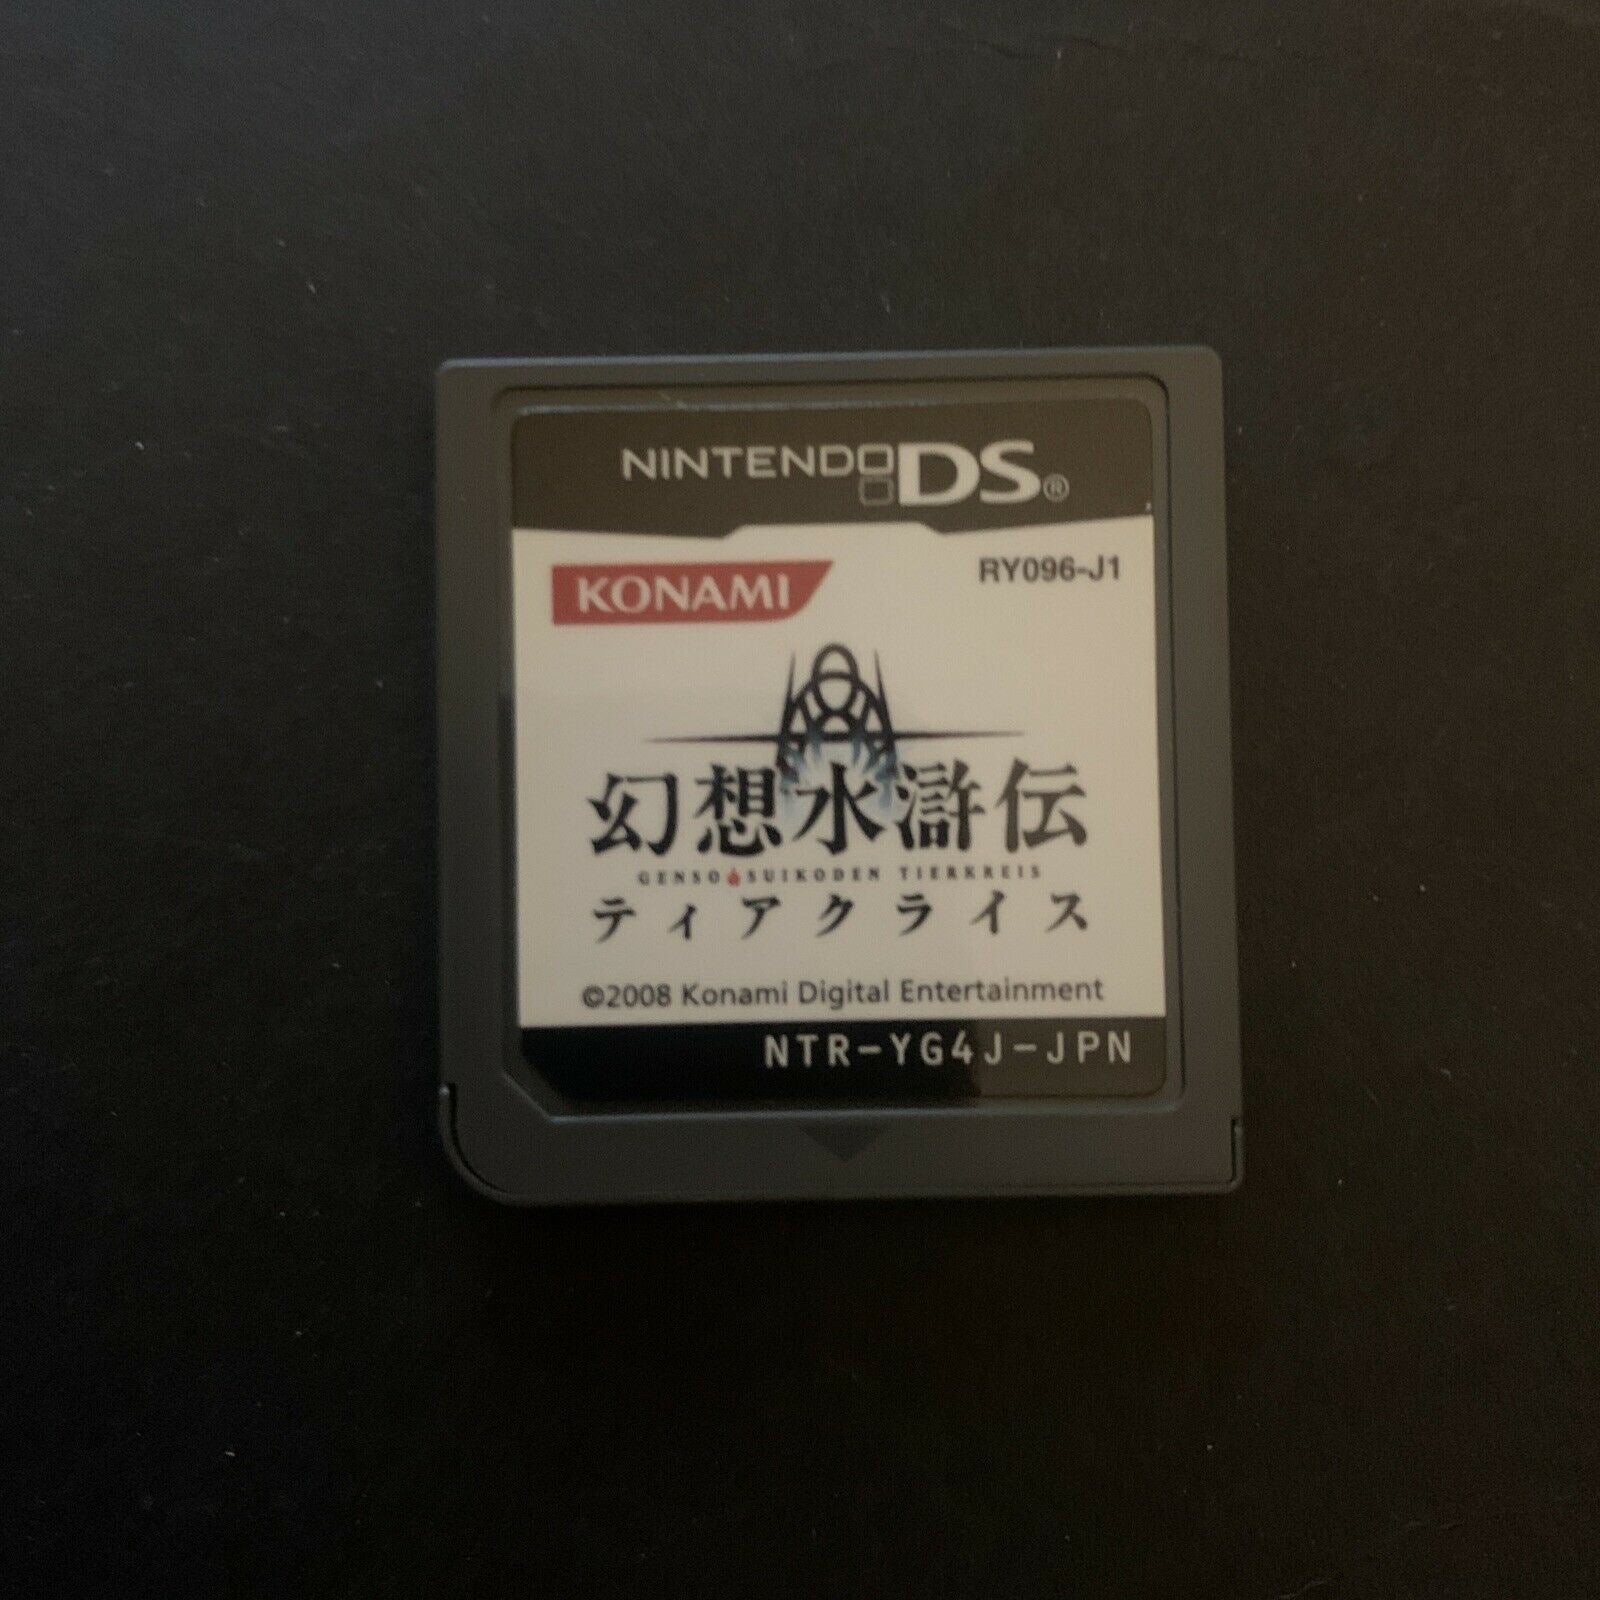 NINTENDO DS®
KONAMI
RY096-J1
幻想水滸伝
GENSO SUIKODEN TIERKREIS
ティアクライス
©2008 Konami Digital Entertainment
NTR-YG4J-JPN